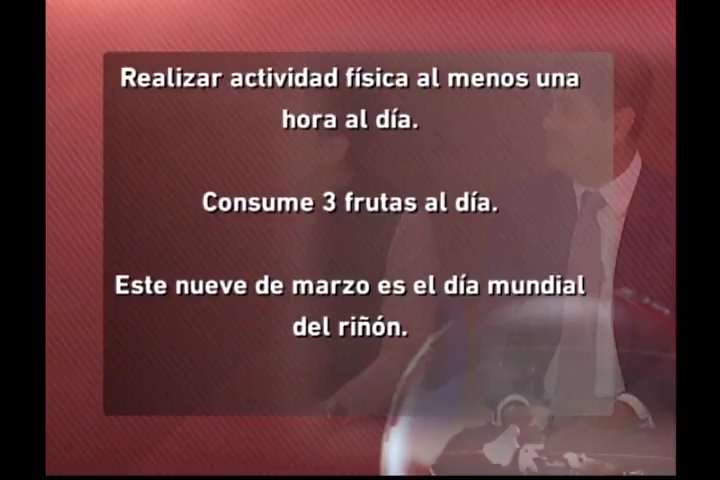 Realizar actividad física al menos una
hora al día.
Consume 3 frutas al día.
Este nueve de marzo es el día mundial
del riñón.